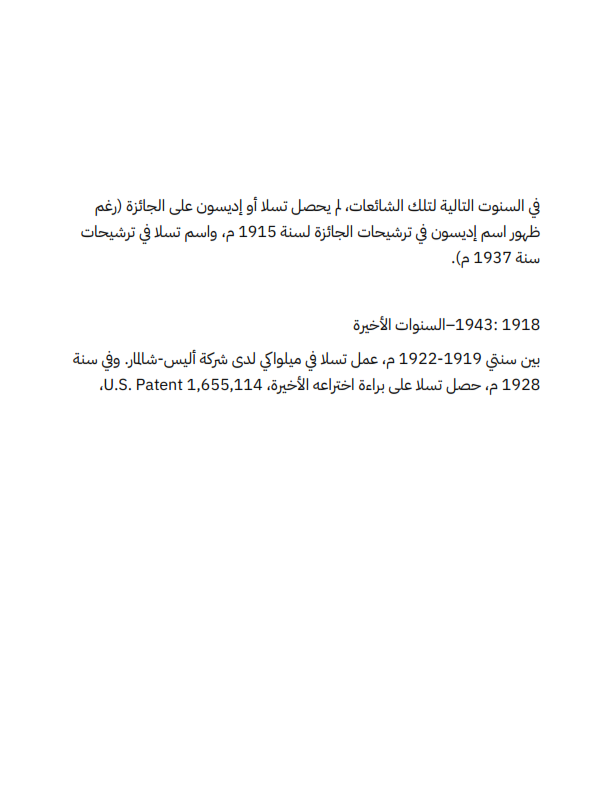 في السنوت التالية لتلك الشائعات، لم يحصل تسلا أو إديسون على الجائزة (رغم
ظهور اسم إديسون في ترشيحات الجائزة لسنة 1915 م، واسم تسلا في ترشيحات
سنة 1937 م).
1918 :1943–السنوات الأخيرة
بين سنتي 1919-1922 م، عمل تسلا في ميلواكي لدى شركة أليس-شالمار. وفي سنة
1928 م، حصل تسلا على براءة اختراعه الأخيرة، U.S. Patent 1,655,114،